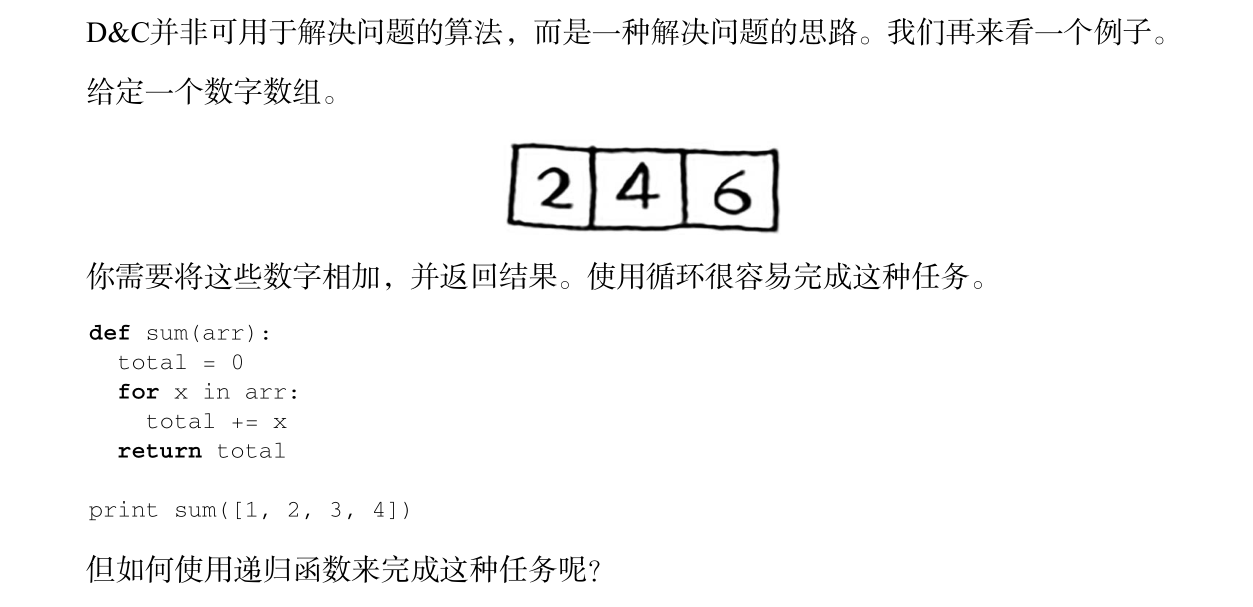 D&C并非可用于解决问题的算法，而是一种解决问题的思路。我们再来看一个例子。
给定一个数字数组。
2 4 6
你需要将这些数字相加，并返回结果。使用循环很容易完成这种任务。
def sum(arr):
  total = 0
  for x in arr:
    total += x
  return total
print sum([1, 2, 3, 4])
但如何使用递归函数来完成这种任务呢？